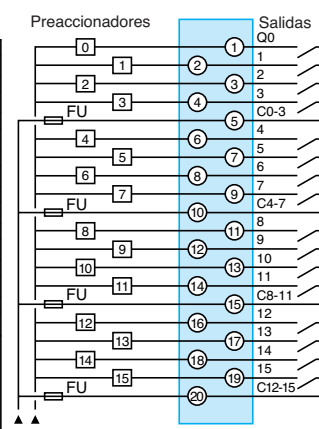 Preaccionadores Salidas
0 1 Q0
1 2 1
2 3 2
3 4 3
FU 5 C0-3
4 6 4
5 7 5
6 8 6
7 9 7
FU 10 C4-7
8 11 8
9 12 9
10 13 10
11 14 11
FU 15 C8-11
12 16 12
13 17 13
14 18 14
15 19 15
FU 20 C12-15